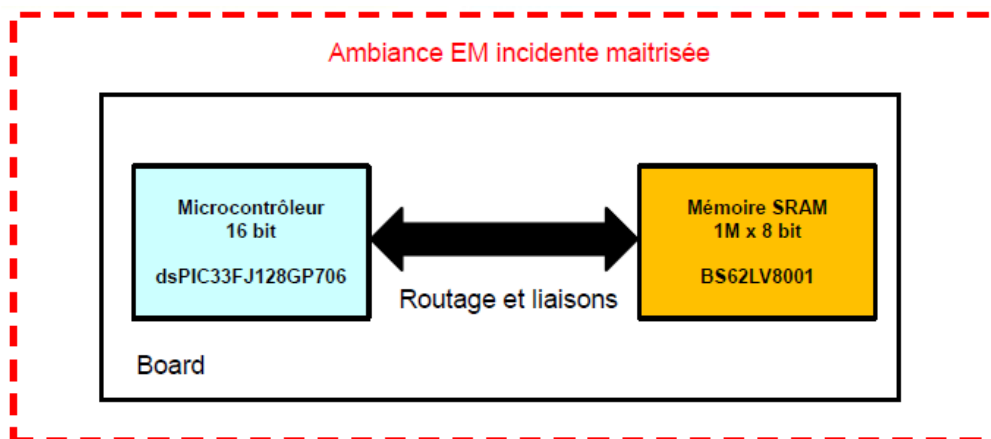 Ambiance EM incidente maitrisée
Microcontrôleur
16 bit
dsPIC33FJ128GP706
Routage et liaisons
Mémoire SRAM
1M x 8 bit
BS62LV8001
Board